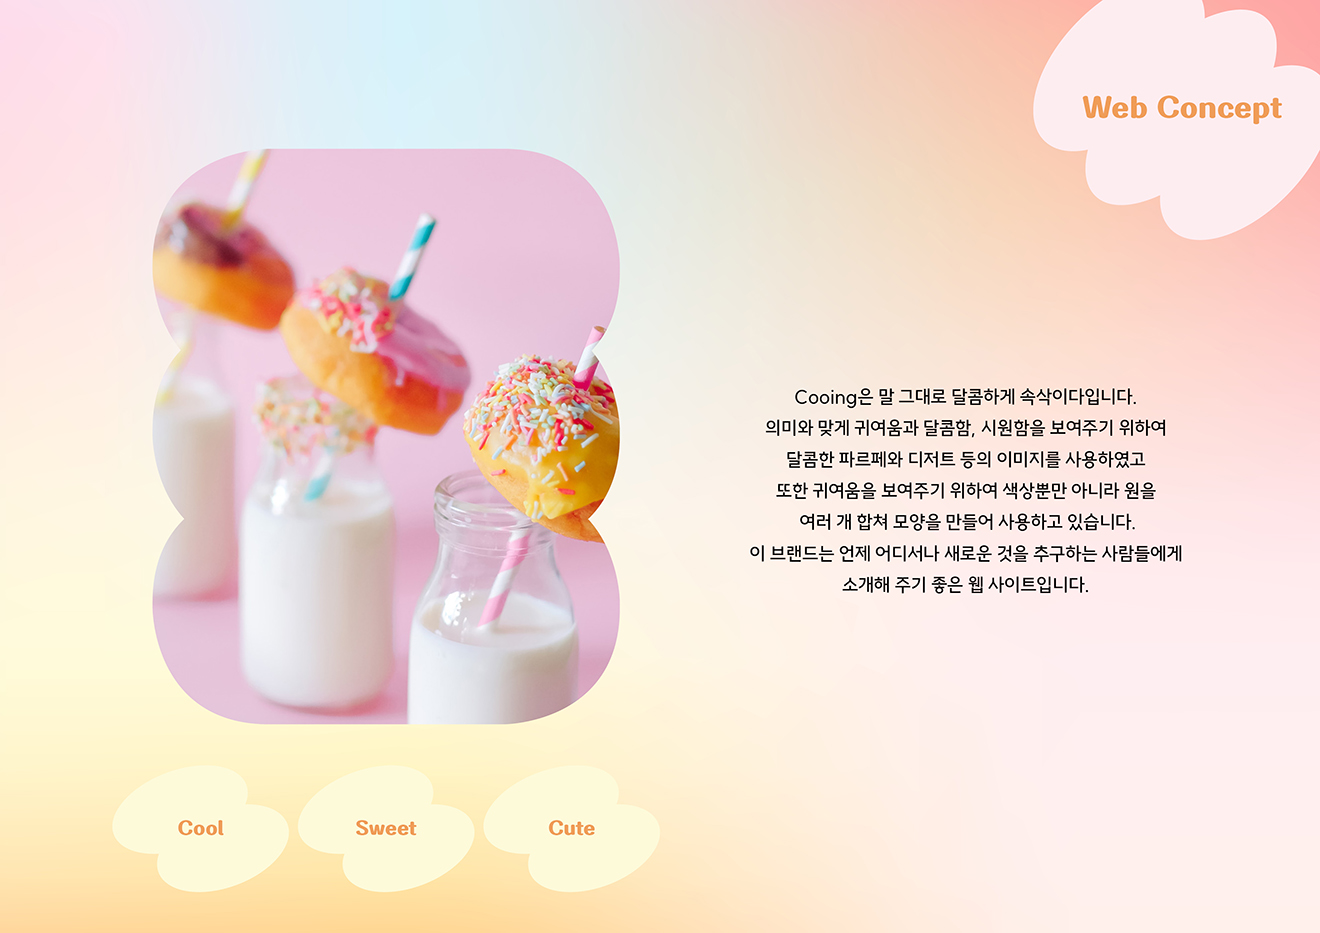 Web Concept
Cooing은 말 그대로 달콤하게 속삭이다입니다.
의미와 맞게 귀여움과 달콤함, 시원함을 보여주기 위하여
달콤한 파르페와 디저트 등의 이미지를 사용하였고
또한 귀여움을 보여주기 위하여 색상뿐만 아니라 원을
여러 개 합쳐 모양을 만들어 사용하고 있습니다.
이 브랜드는 언제 어디서나 새로운 것을 추구하는 사람들에게
소개해 주기 좋은 웹 사이트입니다.
Cool
Sweet
Cute